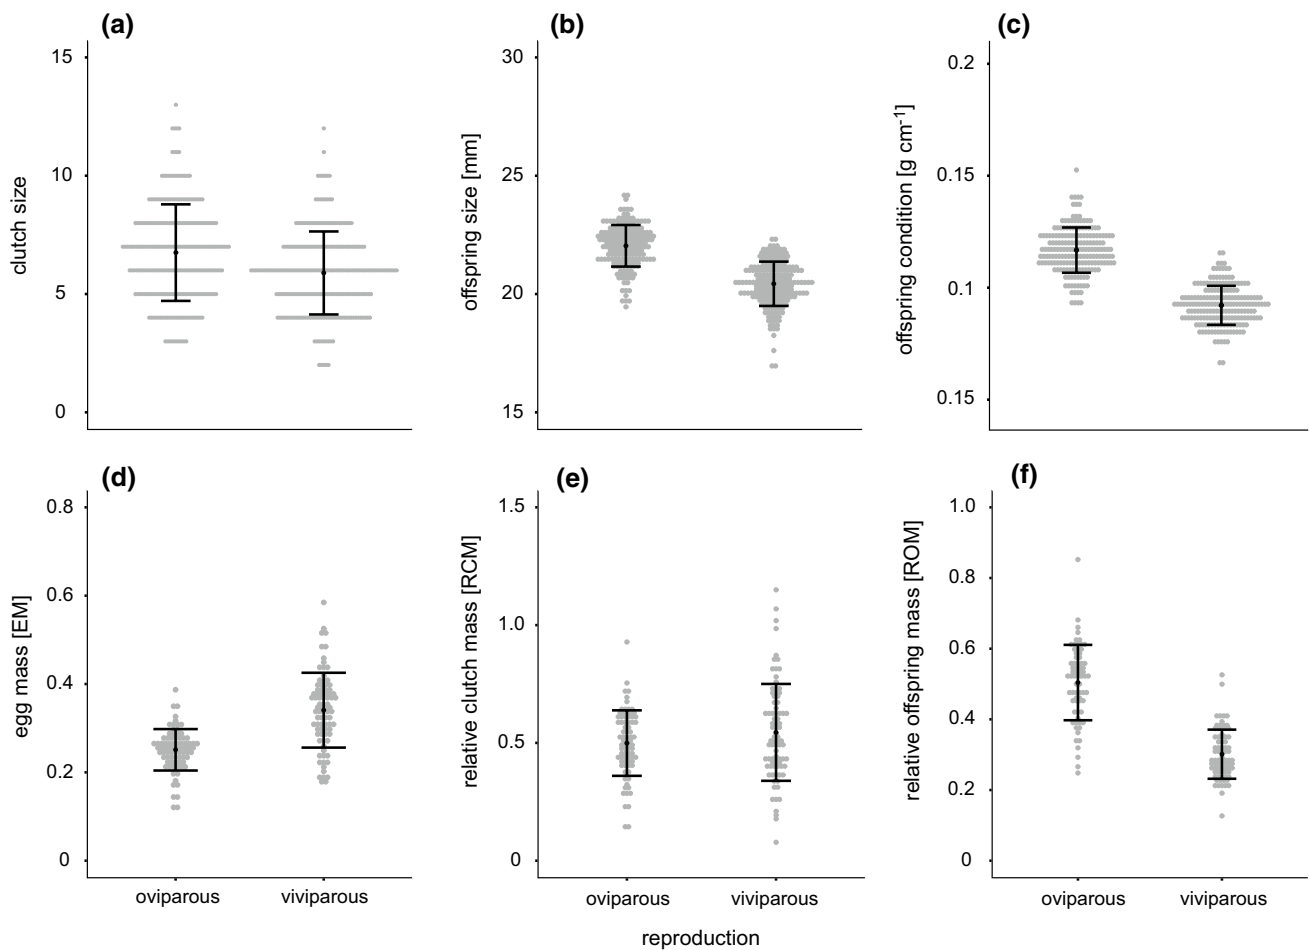 (a)
15
10
5
0
clutch size
(b)
30
25
20
15
offspring size [mm]
(c)
0.2
0.15
0.1
0.15
offspring condition [g cm-1]
(d)
0.8
0.6
0.4
0.2
0
egg mass [EM]
oviparous
viviparous
(e)
1.5
1.0
0.5
0
relative clutch mass [RCM]
oviparous
viviparous
reproduction
(f)
1.0
0.8
0.6
0.4
0.2
0
relative offspring mass [ROM]
oviparous
viviparous